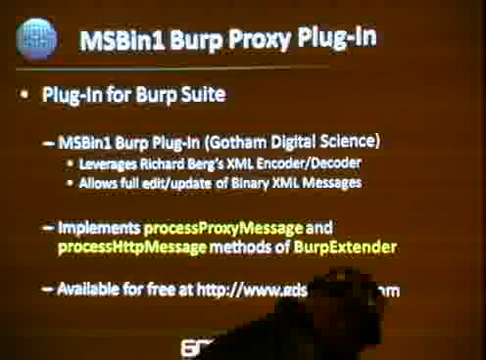 MSBin1 Burp Proxy Plug-In
• Plug-In for Burp Suite
– MSBin1 Burp Plug-In (Gotham Digital Science)
• Leverages Richard Berg's XML Encoder/Decoder
• Allows full edit/update of Binary XML Messages
– Implements processProxyMessage and
processHttpMessage methods of BurpExtender
– Available for free at http://www.gds